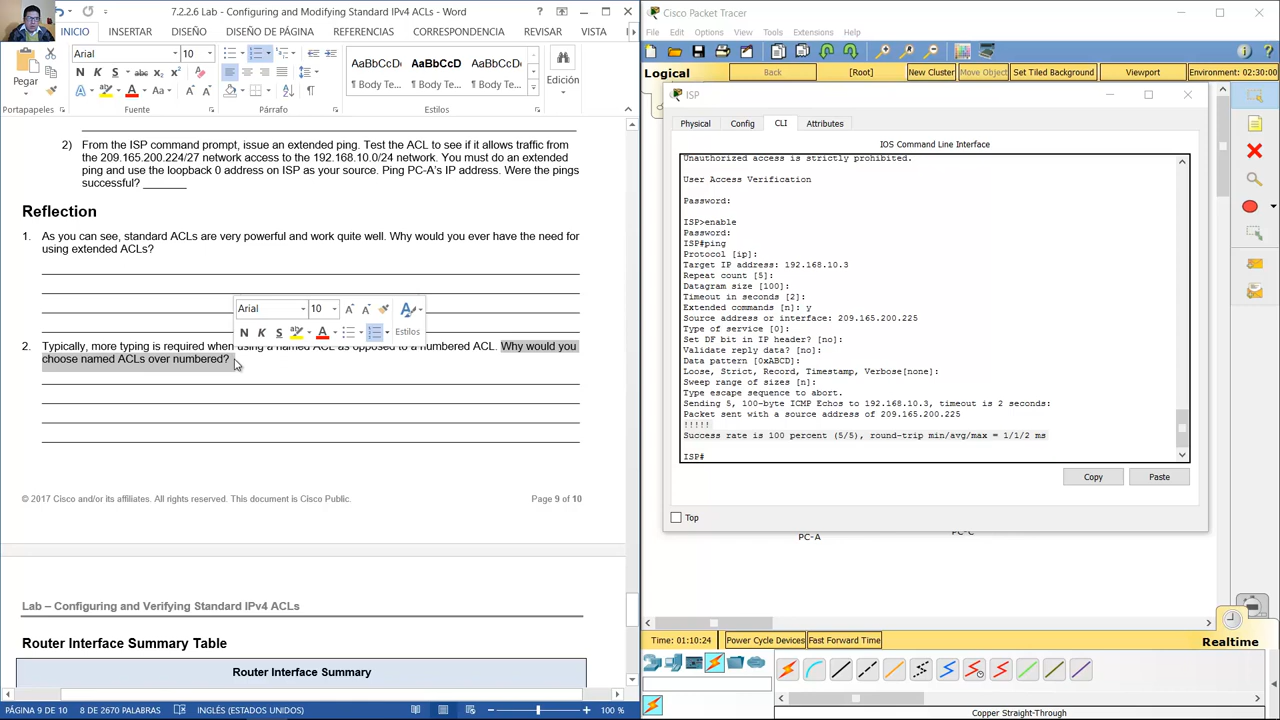 7.2.2.6 Lab - Configuring and Modifying Standard IPv4 ACLs - Word
INICIO
INSERTAR
DISEÑO
DISEÑO DE PÁGINA
REFERENCIAS
CORRESPONDENCIA
REVISAR
VISTA
Pegar
Arial
10
N K S abc x₂ x²
AaBbCcD
AaBbCcD
AaBbCcD
¶ Body Te...
¶ Body Te...
¶ Body Te...
Edición
Portapapeles
Fuente
Párrafo
Estilos
2) From the ISP command prompt, issue an extended ping. Test the ACL to see if it allows traffic from
the 209.165.200.224/27 network access to the 192.168.10.0/24 network. You must do an extended
ping and use the loopback 0 address on ISP as your source. Ping PC-A's IP address. Were the pings
successful? _______
Reflection
1. As you can see, standard ACLs are very powerful and work quite well. Why would you ever have the need for
using extended ACLs?
Arial
10
N K S
Estilos
2. Typically, more typing is required when using a named ACL as opposed to a numbered ACL. Why would you
choose named ACLs over numbered?
© 2017 Cisco and/or its affiliates. All rights reserved. This document is Cisco Public.
Page 9 of 10
Lab – Configuring and Verifying Standard IPv4 ACLs
Router Interface Summary Table
Router Interface Summary
PÁGINA 9 DE 10
8 DE 2670 PALABRAS
INGLÉS (ESTADOS UNIDOS)
100 %
Cisco Packet Tracer
File
Edit
Options
View
Tools
Extensions
Help
Logical
Back
[Root]
New Cluster
Move Object
Set Tiled Background
Viewport
Environment: 02:30:00
ISP
Physical
Config
CLI
Attributes
IOS Command Line Interface
Unauthorized access is strictly prohibited.
User Access Verification
Password:
ISP>enable
Password:
ISP#ping
Protocol [ip]:
Target IP address: 192.168.10.3
Repeat count [5]:
Datagram size [100]:
Timeout in seconds [2]:
Extended commands [n]: y
Source address or interface: 209.165.200.225
Type of service [0]:
Set DF bit in IP header? [no]:
Validate reply data? [no]:
Data pattern [0xABCD]:
Loose, Strict, Record, Timestamp, Verbose[none]:
Sweep range of sizes [n]:
Type escape sequence to abort.
Sending 5, 100-byte ICMP Echos to 192.168.10.3, timeout is 2 seconds:
Packet sent with a source address of 209.165.200.225
!!!!!
Success rate is 100 percent (5/5), round-trip min/avg/max = 1/1/2 ms
ISP#
Copy
Paste
Top
PC-A
PC-C
Time: 01:10:24
Power Cycle Devices
Fast Forward Time
Realtime
Copper Straight-Through